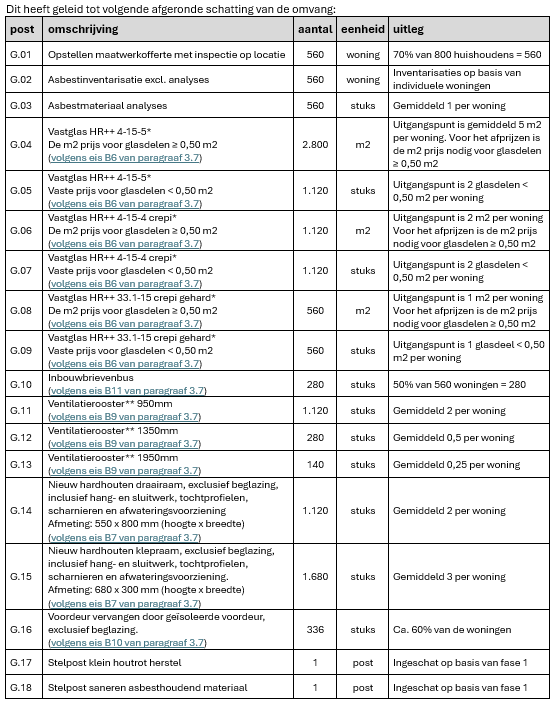 Dit heeft geleid tot volgende afgeronde schatting van de omvang:
post omschrijving aantal eenheid uitleg
G.01 Opstellen maatwerkofferte met inspectie op locatie 560 woning 70% van 800 huishoudens = 560
G.02 Asbestinventarisatie excl. analyses 560 woning Inventarisaties op basis van
individuele woningen
G.03 Asbestmateriaal analyses 560 stuks Gemiddeld 1 per woning
G.04 Vastglas HR++ 4-15-5*
De m2 prijs voor glasdelen ≥ 0,50 m2
(volgens eis B6 van paragraaf 3.7)
2.800 m2
Uitgangspunt is gemiddeld 5 m2
per woning. Voor het afprijzen is
de m2 prijs nodig voor glasdelen
≥ 0,50 m2
G.05 Vastglas HR++ 4-15-5*
Vaste prijs voor glasdelen < 0,50 m2
(volgens eis B6 van paragraaf 3.7)
1.120 stuks
Uitgangspunt is 2 glasdelen <
0,50 m2 per woning
G.06 Vastglas HR++ 4-15-4 crepi*
De m2 prijs voor glasdelen ≥ 0,50 m2
(volgens eis B6 van paragraaf 3.7)
1.120 m2
Uitgangspunt is 2 m2 per woning
Voor het afprijzen is de m2 prijs
nodig voor glasdelen ≥ 0,50 m2
G.07 Vastglas HR++ 4-15-4 crepi*
Vaste prijs voor glasdelen < 0,50 m2
(volgens eis B6 van paragraaf 3.7)
1.120 stuks
Uitgangspunt is 2 glasdelen <
0,50 m2 per woning
G.08 Vastglas HR++ 33.1-15 crepi gehard*
De m2 prijs voor glasdelen ≥ 0,50 m2
(volgens eis B6 van paragraaf 3.7)
560 m2
Uitgangspunt is 1 m2 per woning
Voor het afprijzen is de m2 prijs
nodig voor glasdelen ≥ 0,50 m2
G.09 Vastglas HR++ 33.1-15 crepi gehard*
Vaste prijs voor glasdelen < 0,50 m2
(volgens eis B6 van paragraaf 3.7)
560 stuks
Uitgangspunt is 1 glasdeel < 0,50
m2 per woning
G.10 Inbouwbrievenbus
(volgens eis B11 van paragraaf 3.7)
280 stuks 50% van 560 woningen = 280
G.11 Ventilatierooster** 950mm
(volgens eis B9 van paragraaf 3.7)
1.120 stuks Gemiddeld 2 per woning
G.12 Ventilatierooster** 1350mm
(volgens eis B9 van paragraaf 3.7)
280 stuks Gemiddeld 0,5 per woning
G.13 Ventilatierooster** 1950mm
(volgens eis B9 van paragraaf 3.7)
140 stuks Gemiddeld 0,25 per woning
G.14 Nieuw hardhouten draairaam, exclusief beglazing,
inclusief hang- en sluitwerk, tochtprofielen,
scharnieren en afwateringsvoorziening
Afmeting: 550 x 800 mm (hoogte x breedte)
(volgens eis B7 van paragraaf 3.7)
1.120 stuks Gemiddeld 2 per woning
G.15 Nieuw hardhouten klepraam, exclusief beglazing,
inclusief hang- en sluitwerk, tochtprofielen,
scharnieren en afwateringsvoorziening.
Afmeting: 680 x 300 mm (hoogte x breedte)
(volgens eis B7 van paragraaf 3.7)
1.680 stuks Gemiddeld 3 per woning
G.16 Voordeur vervangen door geïsoleerde voordeur,
exclusief beglazing.
(volgens eis B10 van paragraaf 3.7)
336 stuks Ca. 60% van de woningen
G.17 Stelpost klein houtrot herstel 1 post Ingeschat op basis van fase 1
G.18 Stelpost saneren asbesthoudend materiaal 1 post Ingeschat op basis van fase 1